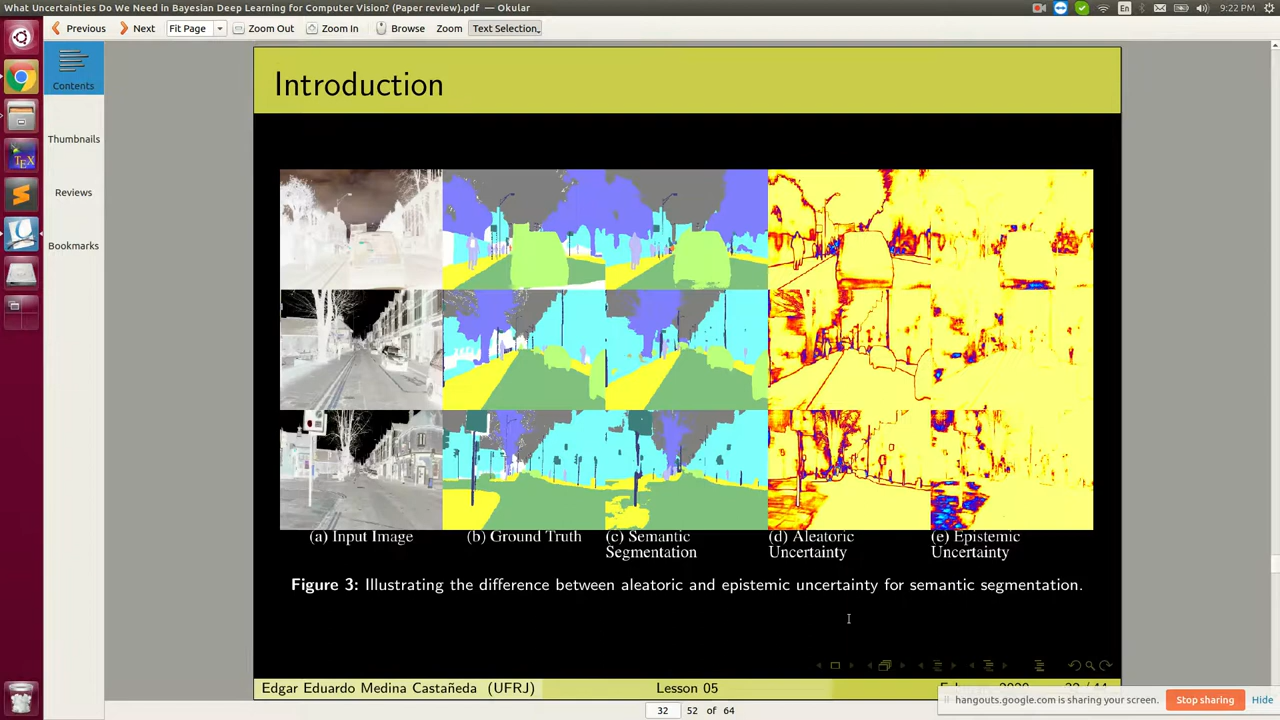 What Uncertainties Do We Need in Bayesian Deep Learning for Computer Vision? (Paper review).pdf – Okular
En
9:22 PM
Previous
Next
Fit Page
Zoom Out
Zoom In
Browse
Zoom
Text Selection
Contents
Thumbnails
Reviews
Bookmarks
Introduction
(a) Input Image
(b) Ground Truth
(c) Semantic
Segmentation
(d) Aleatoric
Uncertainty
(e) Epistemic
Uncertainty
Figure 3: Illustrating the difference between aleatoric and epistemic uncertainty for semantic segmentation.
Edgar Eduardo Medina Castañeda (UFRJ)
Lesson 05
hangouts.google.com is sharing your screen.
Stop sharing
Hide
32
52 of 64